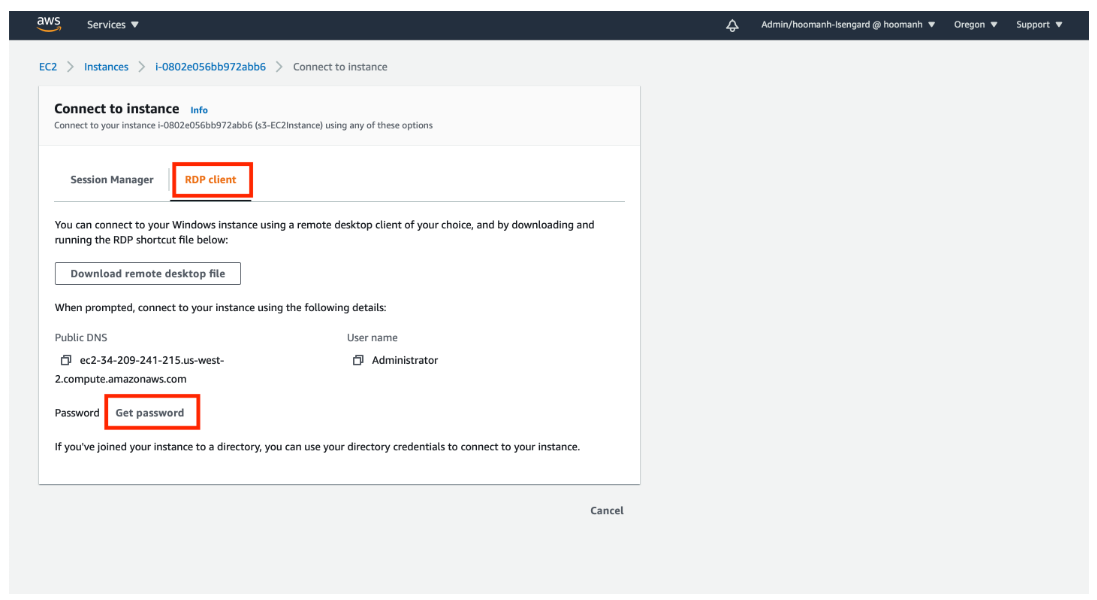 aws Services ▼ Admin/hoomanh-Isengard @ hoomanh ▼ Oregon ▼ Support ▼
EC2 > Instances > i-0802e056bb972abb6 > Connect to instance
Connect to instance Info
Connect to your instance i-0802e056bb972abb6 (s3-EC2Instance) using any of these options
Session Manager RDP client
You can connect to your Windows instance using a remote desktop client of your choice, and by downloading and
running the RDP shortcut file below:
Download remote desktop file
When prompted, connect to your instance using the following details:
Public DNS User name
ec2-34-209-241-215.us-west- Administrator
2.compute.amazonaws.com
Password Get password
If you've joined your instance to a directory, you can use your directory credentials to connect to your instance.
Cancel